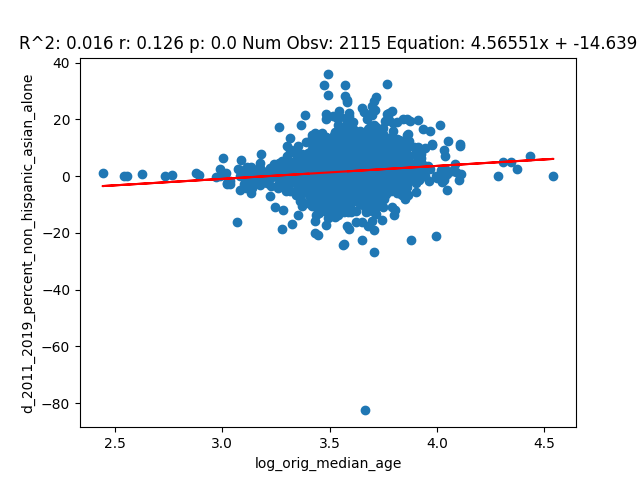 R^2: 0.016 r: 0.126 p: 0.0 Num Obsv: 2115 Equation: 4.56551x + -14.639
d_2011_2019_percent_non_hispanic_asian_alone
40
20
0
−20
−40
−60
−80
2.5 3.0 3.5 4.0 4.5
log_orig_median_age